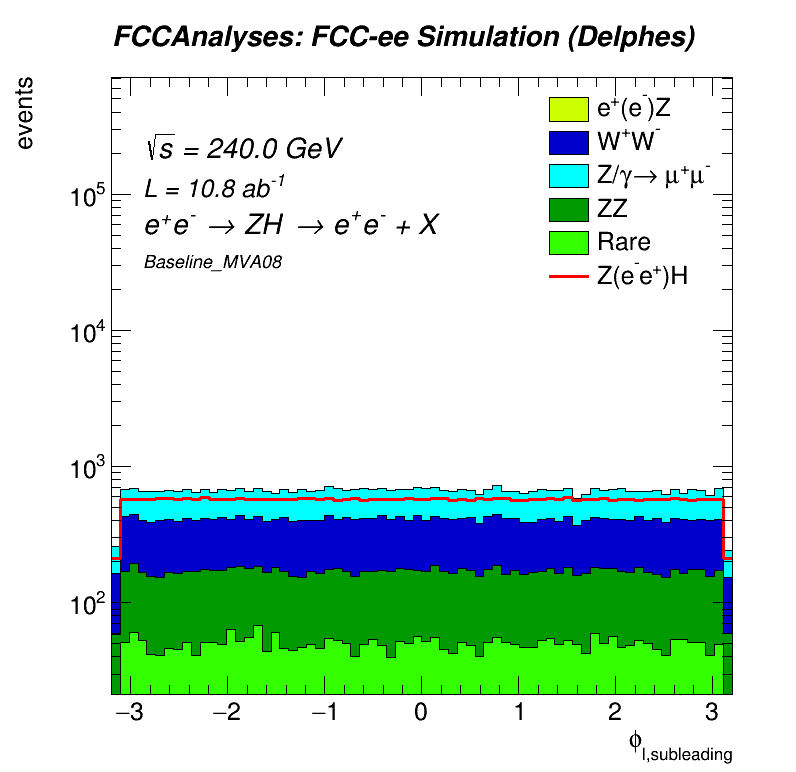 FCCAnalyses: FCC-ee Simulation (Delphes)
events
√s = 240.0 GeV
L = 10.8 ab⁻¹
e⁺e⁻ → ZH → e⁺e⁻ + X
Baseline_MVA08
e⁺(e⁻)Z
W⁺W⁻
Z/γ→ μ⁺μ⁻
ZZ
Rare
Z(e⁻e⁺)H
10⁵
10⁴
10³
10²
−3 −2 −1 0 1 2 3
ϕl,subleading